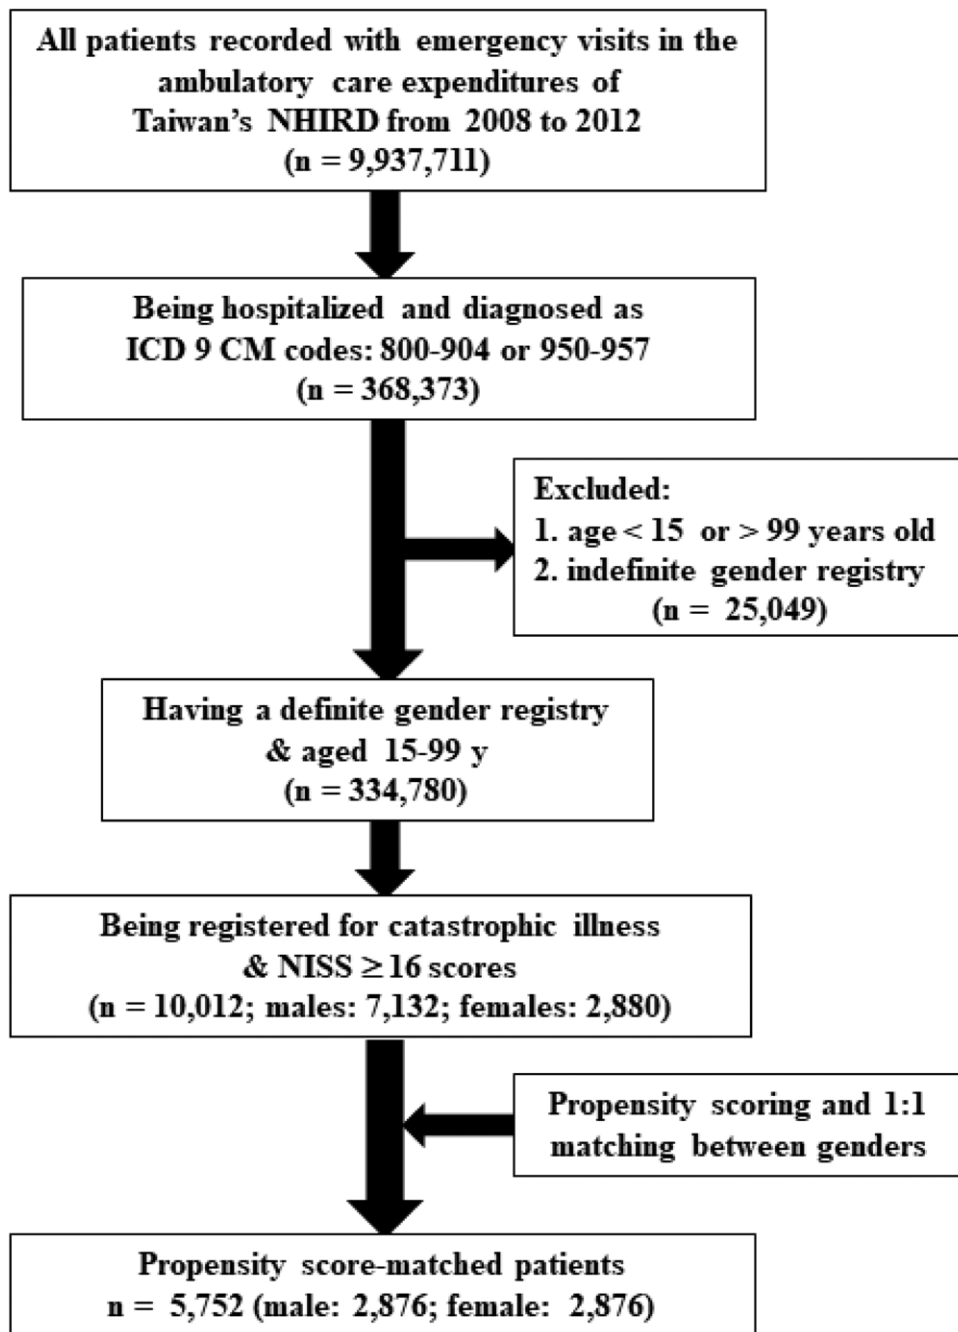 All patients recorded with emergency visits in the
ambulatory care expenditures of
Taiwan's NHIRD from 2008 to 2012
(n = 9,937,711)
Being hospitalized and diagnosed as
ICD 9 CM codes: 800-904 or 950-957
(n = 368,373)
Excluded:
1. age < 15 or > 99 years old
2. indefinite gender registry
(n = 25,049)
Having a definite gender registry
& aged 15-99 y
(n = 334,780)
Being registered for catastrophic illness
& NISS ≥ 16 scores
(n = 10,012; males: 7,132; females: 2,880)
Propensity scoring and 1:1
matching between genders
Propensity score-matched patients
n = 5,752 (male: 2,876; female: 2,876)